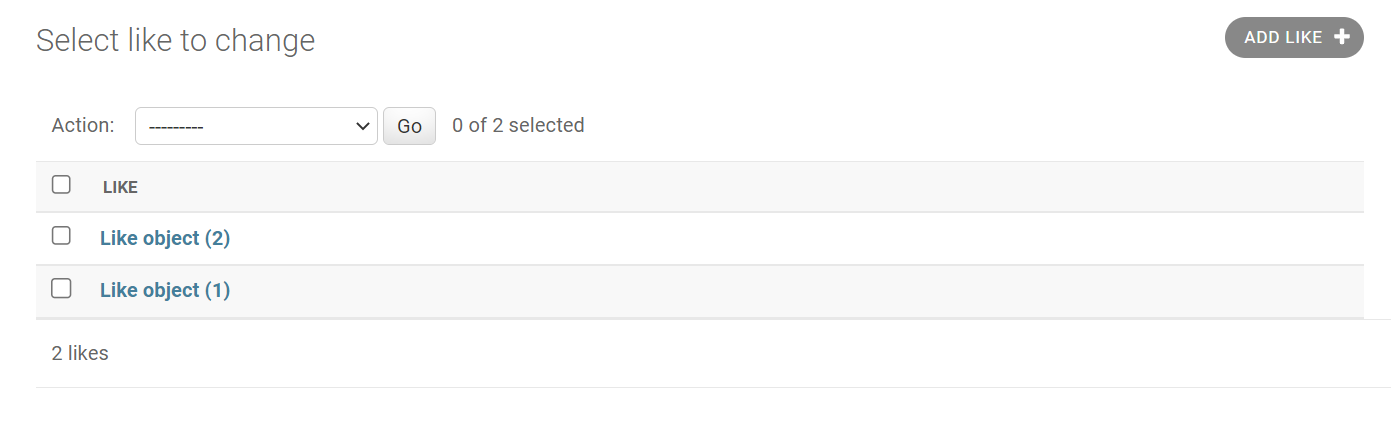 Select like to change
ADD LIKE +
Action: --------- Go 0 of 2 selected
LIKE
Like object (2)
Like object (1)
2 likes